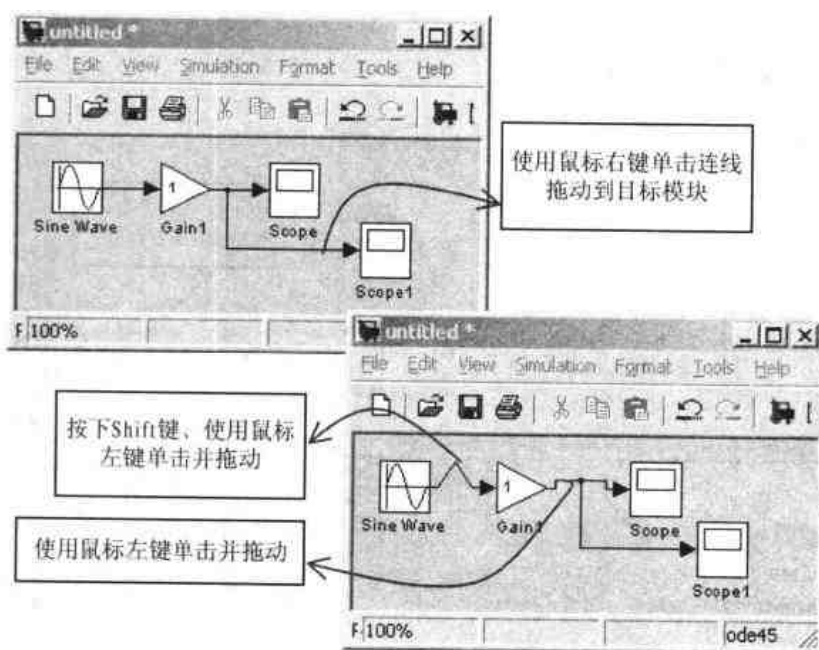 untitled *
File Edit View Simulation Format Tools Help
1
Sine Wave
Gain1
Scope
Scope1
使用鼠标右键单击连线
拖动到目标模块
F 100%
untitled *
File Edit View Simulation Format Tools Help
按下Shift键、使用鼠标
左键单击并拖动
1
Sine Wave
Gain1
Scope
Scope1
使用鼠标左键单击并拖动
F 100%
ode45